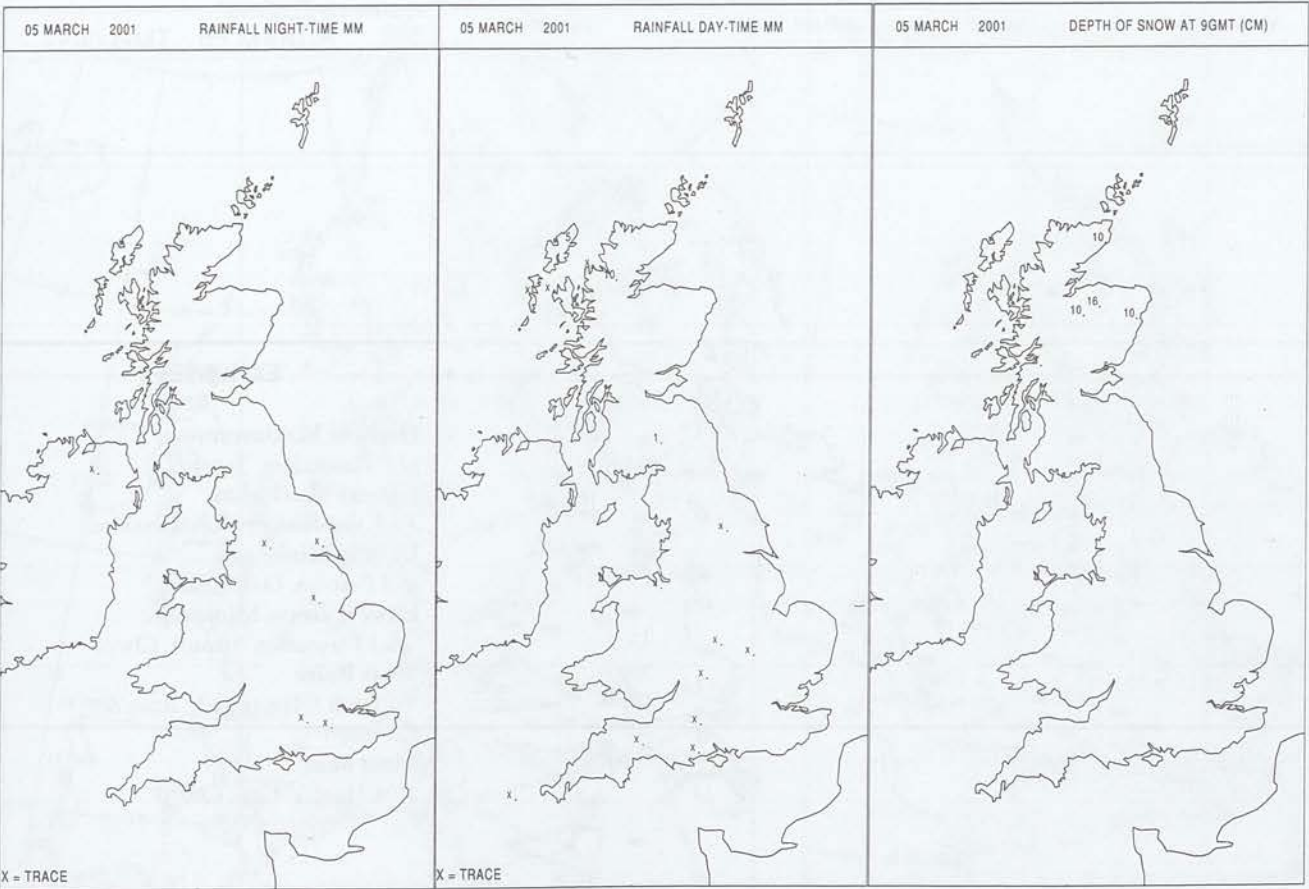 05 MARCH 2001 RAINFALL NIGHT-TIME MM
x
x
x
x
x
x
X = TRACE
05 MARCH 2001 RAINFALL DAY-TIME MM
5
x
1
x
x
x
x
x
x
x
x
X = TRACE
05 MARCH 2001 DEPTH OF SNOW AT 9GMT (CM)
10
16
10
10